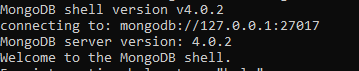 MongoDB shell version v4.0.2
connecting to: mongodb://127.0.0.1:27017
MongoDB server version: 4.0.2
Welcome to the MongoDB shell.